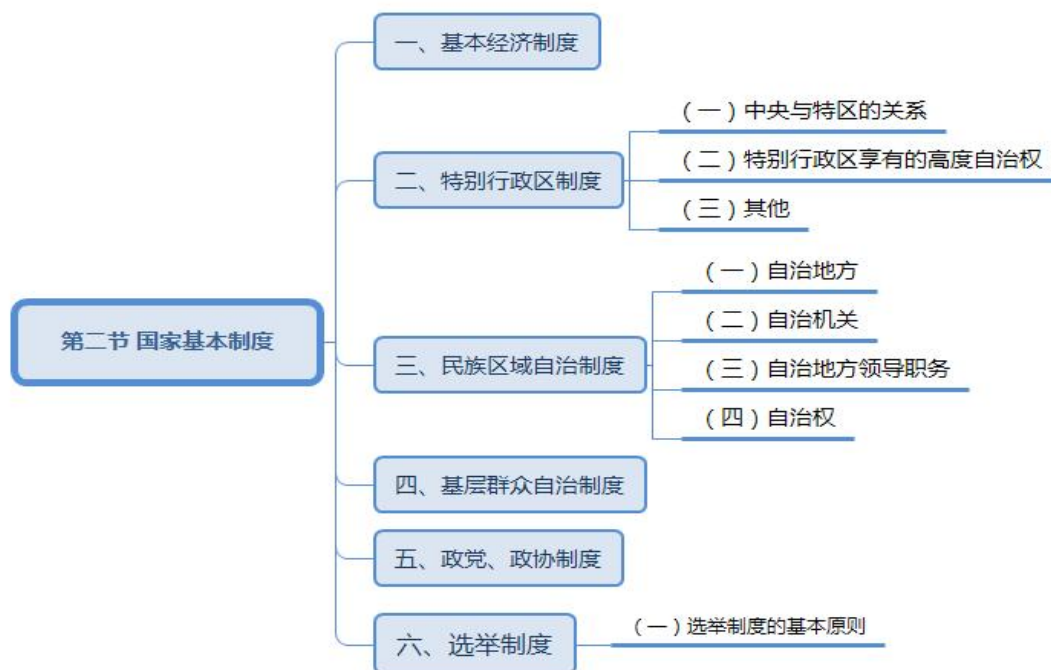 第二节 国家基本制度
一、基本经济制度
二、特别行政区制度
（一）中央与特区的关系
（二）特别行政区享有的高度自治权
（三）其他
三、民族区域自治制度
（一）自治地方
（二）自治机关
（三）自治地方领导职务
（四）自治权
四、基层群众自治制度
五、政党、政协制度
六、选举制度
（一）选举制度的基本原则